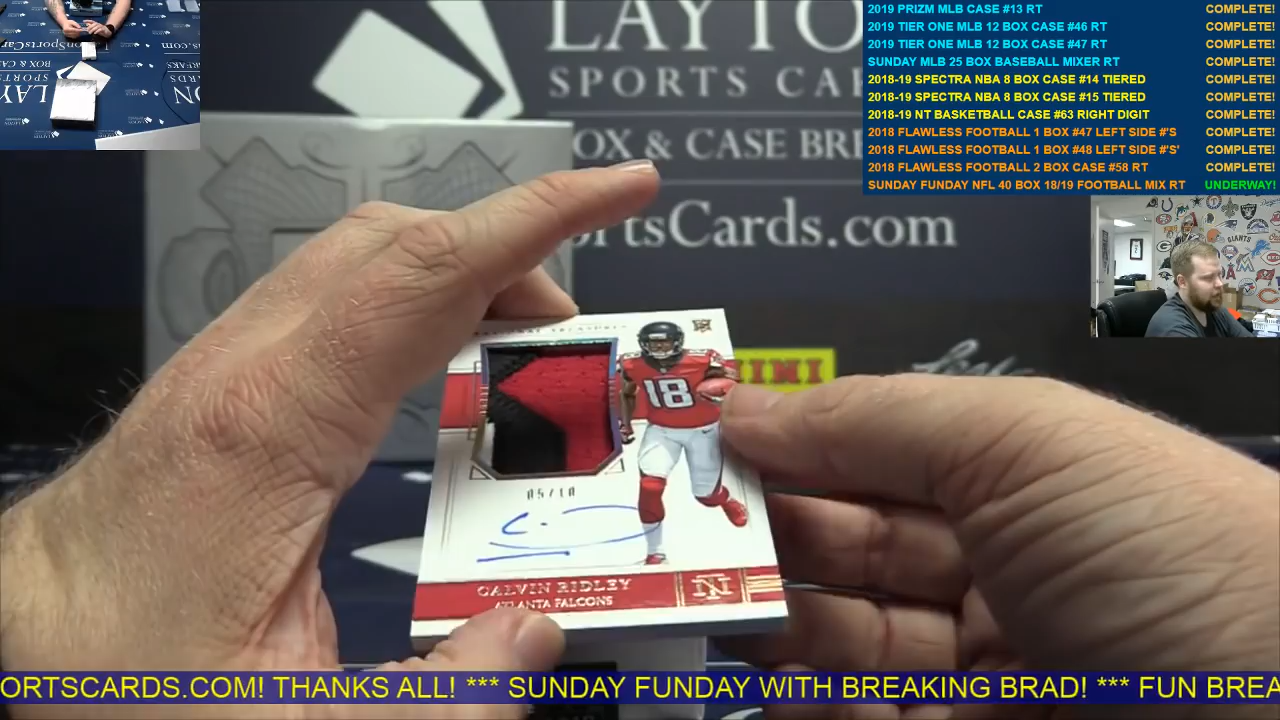 2019 PRIZM MLB CASE #13 RT COMPLETE!
2019 TIER ONE MLB 12 BOX CASE #46 RT COMPLETE!
2019 TIER ONE MLB 12 BOX CASE #47 RT COMPLETE!
SUNDAY MLB 25 BOX BASEBALL MIXER RT COMPLETE!
2018-19 SPECTRA NBA 8 BOX CASE #14 TIERED COMPLETE!
2018-19 SPECTRA NBA 8 BOX CASE #15 TIERED COMPLETE!
2018-19 NT BASKETBALL CASE #63 RIGHT DIGIT COMPLETE!
2018 FLAWLESS FOOTBALL 1 BOX #47 LEFT SIDE #'S COMPLETE!
2018 FLAWLESS FOOTBALL 1 BOX #48 LEFT SIDE #'S' COMPLETE!
2018 FLAWLESS FOOTBALL 2 BOX CASE #58 RT COMPLETE!
SUNDAY FUNDAY NFL 40 BOX 18/19 FOOTBALL MIX RT UNDERWAY!
LAYTO
SPORTS CA
OX & CASE BRE
ortsCards.com
GIANTS
18
05/10
CALVIN RIDLEY
ATLANTA FALCONS
ORTSCARDS.COM! THANKS ALL! *** SUNDAY FUNDAY WITH BREAKING BRAD! *** FUN BREA